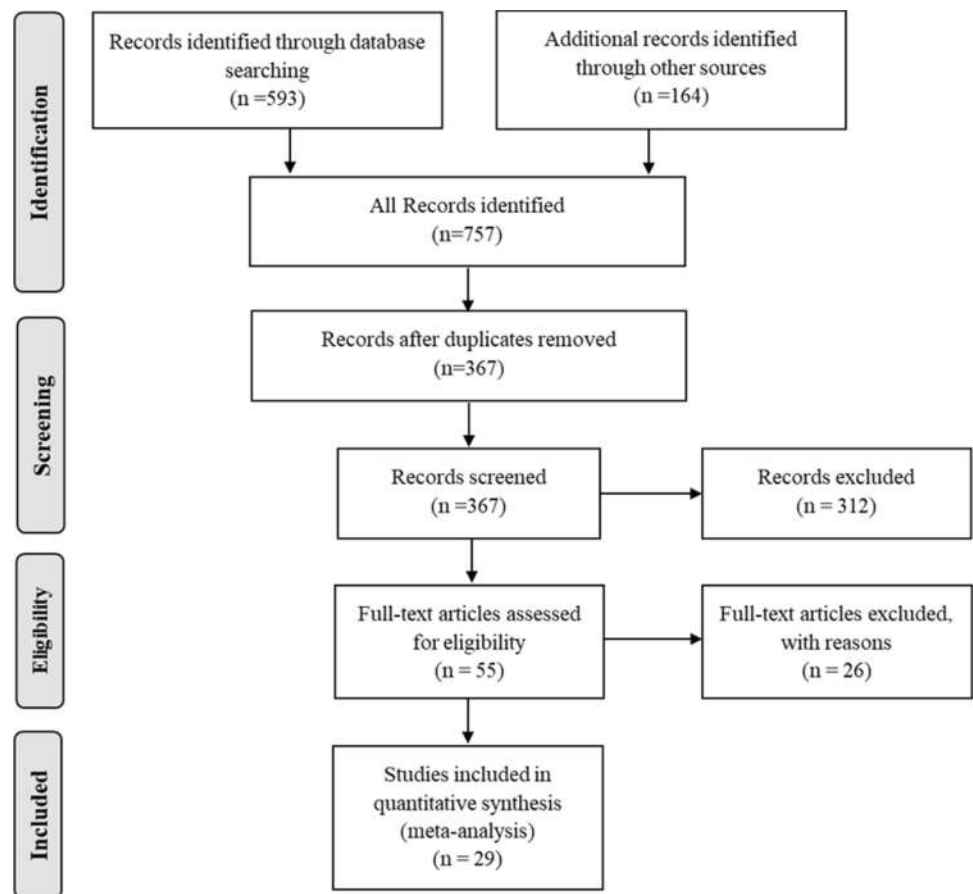 Identification
Records identified through database
searching
(n =593)
Additional records identified
through other sources
(n =164)
All Records identified
(n=757)
Screening
Records after duplicates removed
(n=367)
Records screened
(n =367)
Records excluded
(n = 312)
Eligibility
Full-text articles assessed
for eligibility
(n = 55)
Full-text articles excluded,
with reasons
(n = 26)
Included
Studies included in
quantitative synthesis
(meta-analysis)
(n = 29)